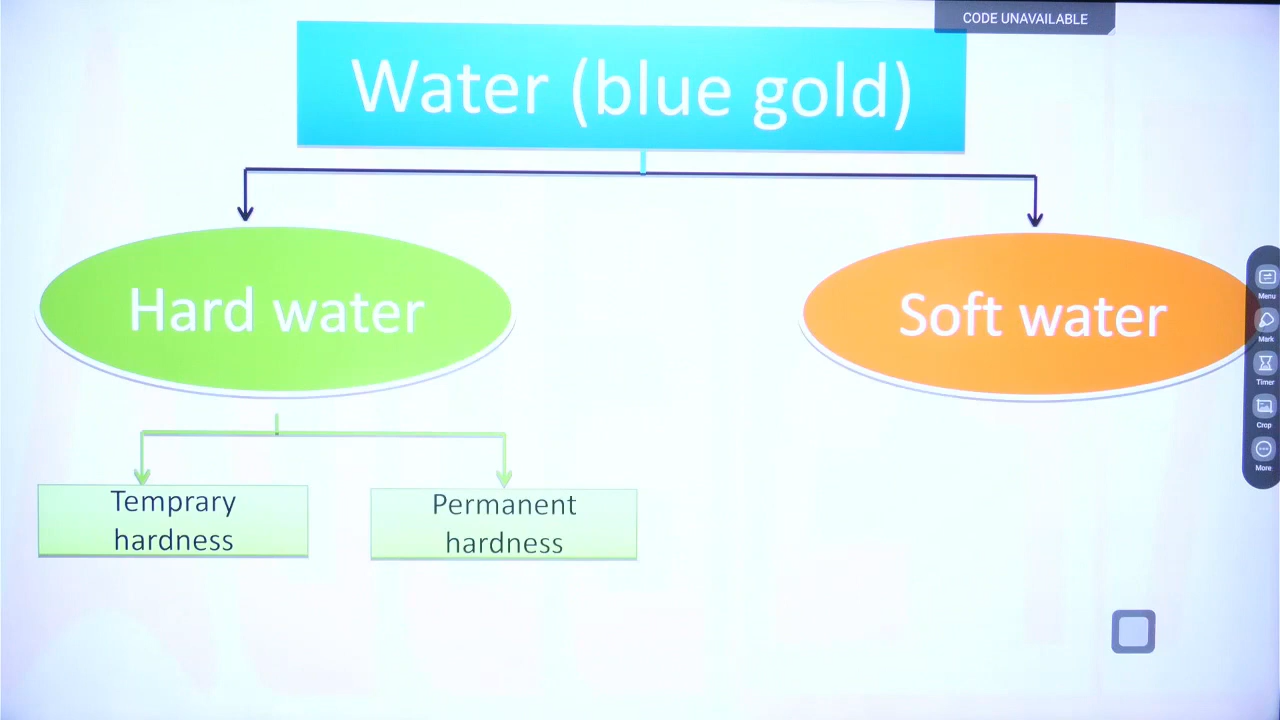 CODE UNAVAILABLE
Water (blue gold)
Hard water
Soft water
Menu
Mark
Timer
Crop
More
Temprary
hardness
Permanent
hardness